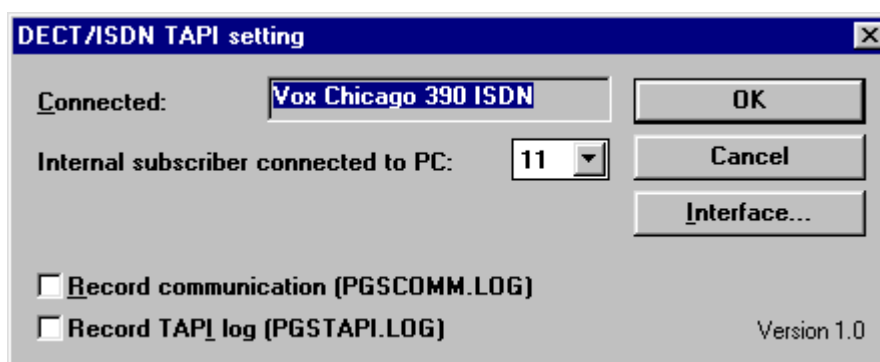 DECT/ISDN TAPI setting
Connected: Vox Chicago 390 ISDN
OK
Internal subscriber connected to PC: 11
Cancel
Interface...
Record communication (PGSCOMM.LOG)
Record TAPI log (PGSTAPI.LOG)
Version 1.0